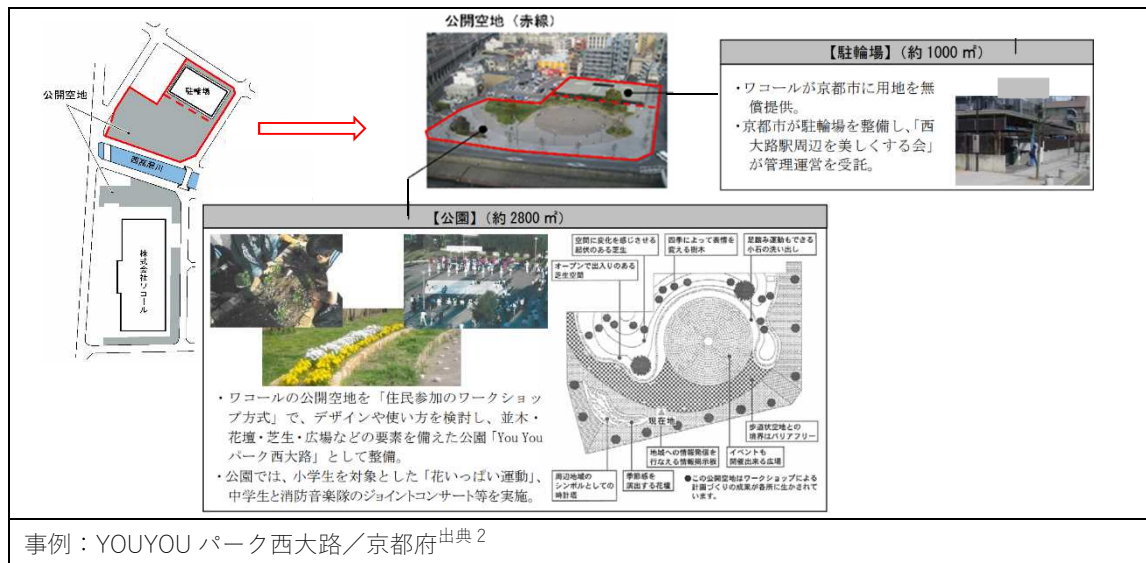 公開空地（赤線）
公開空地
駐輪場
西高瀬川
株式会社ワコール
【駐輪場】（約 1000 ㎡）
・ワコールが京都市に用地を無
償提供。
・京都市が駐輪場を整備し、「西
大路駅周辺を美しくする会」
が管理運営を受託。
【公園】（約 2800 ㎡）
・ワコールの公開空地を「住民参加のワークショッ
プ方式」で、デザインや使い方を検討し、並木・
花壇・芝生・広場などの要素を備えた公園「You You
パーク西大路」として整備。
・公園では、小学生を対象とした「花いっぱい運動」、
中学生と消防音楽隊のジョイントコンサート等を実施。
空間に変化を感じさせる
起伏のある芝生
四季によって表情を
変える樹木
足踏み運動もできる
小石の洗い出し
オープンで出入りのある
芝生空間
現在地
歩道状空地との
境界はバリアフリー
地域への情報発信を
行なえる情報掲示板
イベントも
開催出来る広場
周辺地域の
シンボルとしての
時計塔
季節感を
演出する花壇
●この公開空地はワークショップによる
計画づくりの成果が各所に生かされて
います。
事例：YOUYOU パーク西大路／京都府出典 2